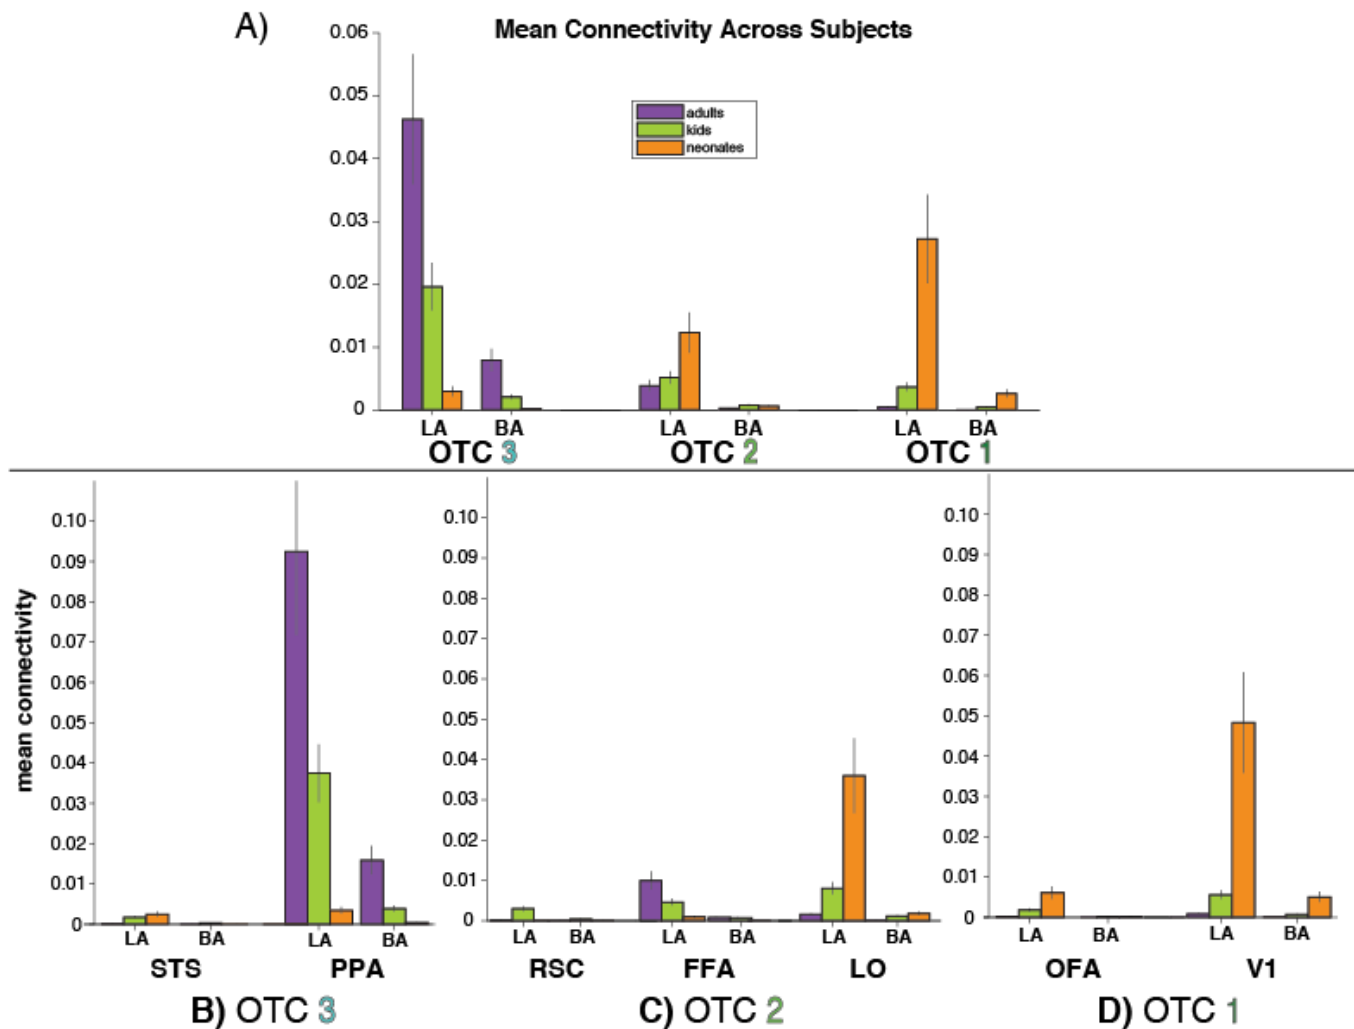 A)
Mean Connectivity Across Subjects
0.06
0.05
0.04
0.03
0.02
0.01
0
adults
kids
neonates
LA BA LA BA LA BA
OTC 3 OTC 2 OTC 1
mean connectivity
0.10
0.09
0.08
0.07
0.06
0.05
0.04
0.03
0.02
0.01
0
LA BA LA BA
STS PPA
B) OTC 3
0.10
0.09
0.08
0.07
0.06
0.05
0.04
0.03
0.02
0.010
0
LA BA LA BA LA BA
RSC FFA LO
C) OTC 2
0.10
0.09
0.08
0.07
0.06
0.05
0.04
0.03
0.02
0.01
0
LA BA LA BA
OFA V1
D) OTC 1